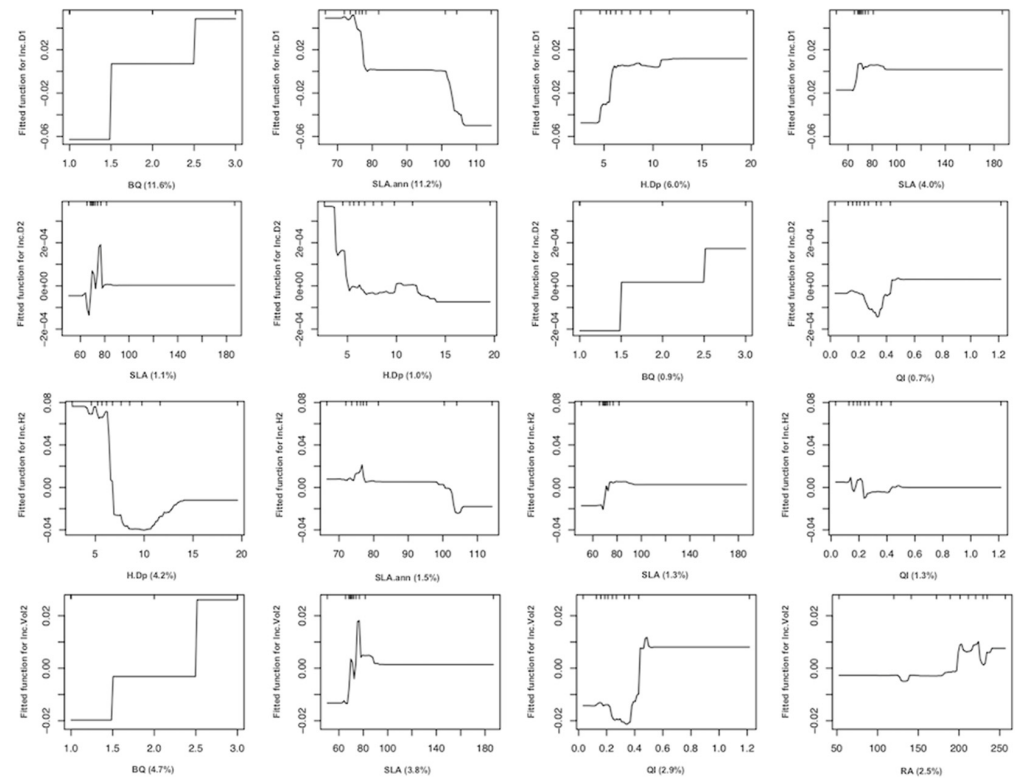 Fitted function for Inc.D1
0.02
−0.02
−0.06
1.0 1.5 2.0 2.5 3.0
BQ (11.6%)
Fitted function for Inc.D1
0.02
−0.02
−0.06
70 80 90 100 110
SLA.ann (11.2%)
Fitted function for Inc.D1
0.02
−0.02
−0.06
5 10 15 20
H.Dp (6.0%)
Fitted function for Inc.D1
0.02
−0.02
−0.06
60 80 100 140 180
SLA (4.0%)
Fitted function for Inc.D2
2e−04
0e+00
−2e−04
60 80 100 140 180
SLA (1.1%)
Fitted function for Inc.D2
2e−04
0e+00
−2e−04
5 10 15 20
H.Dp (1.0%)
Fitted function for Inc.D2
2e−04
0e+00
−2e−04
1.0 1.5 2.0 2.5 3.0
BQ (0.9%)
Fitted function for Inc.D2
2e−04
0e+00
−2e−04
0.0 0.2 0.4 0.6 0.8 1.0 1.2
QI (0.7%)
Fitted function for Inc.H2
0.08
0.04
0.00
−0.04
5 10 15 20
H.Dp (4.2%)
Fitted function for Inc.H2
0.08
0.04
0.00
−0.04
70 80 90 100 110
SLA.ann (1.5%)
Fitted function for Inc.H2
0.08
0.04
0.00
−0.04
60 80 100 140 180
SLA (1.3%)
Fitted function for Inc.H2
0.08
0.04
0.00
−0.04
0.0 0.2 0.4 0.6 0.8 1.0 1.2
QI (1.3%)
Fitted function for Inc.Vol2
0.02
0.00
−0.02
1.0 1.5 2.0 2.5 3.0
BQ (4.7%)
Fitted function for Inc.Vol2
0.02
0.00
−0.02
60 80 100 140 180
SLA (3.8%)
Fitted function for Inc.Vol2
0.02
0.00
−0.02
0.0 0.2 0.4 0.6 0.8 1.0 1.2
QI (2.9%)
Fitted function for Inc.Vol2
0.02
0.00
−0.02
50 100 150 200 250
RA (2.5%)